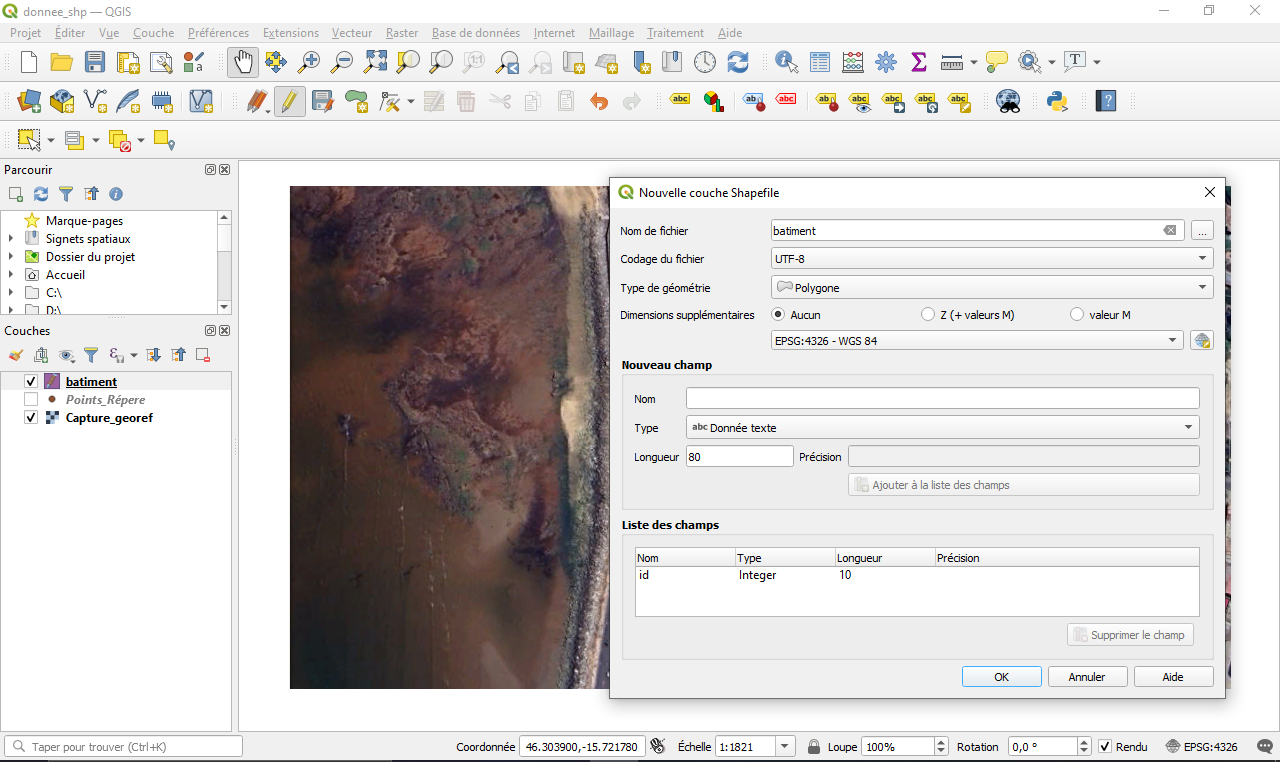 donnee_shp — QGIS
Projet Éditer Vue Couche Préférences Extensions Vecteur Raster Base de données Internet Maillage Traitement Aide
Parcourir
Marque-pages
Signets spatiaux
Dossier du projet
Accueil
C:\
D:\
Couches
batiment
Points_Répere
Capture_georef
Nouvelle couche Shapefile
Nom de fichier batiment ...
Codage du fichier UTF-8
Type de géométrie Polygone
Dimensions supplémentaires Aucun Z (+ valeurs M) valeur M
EPSG:4326 - WGS 84
Nouveau champ
Nom
Type abc Donnée texte
Longueur 80 Précision
Ajouter à la liste des champs
Liste des champs
Nom Type Longueur Précision
id Integer 10
Supprimer le champ
OK Annuler Aide
Taper pour trouver (Ctrl+K) Coordonnée 46.303900,-15.721780 Échelle 1:1821 Loupe 100% Rotation 0,0 ° Rendu EPSG:4326